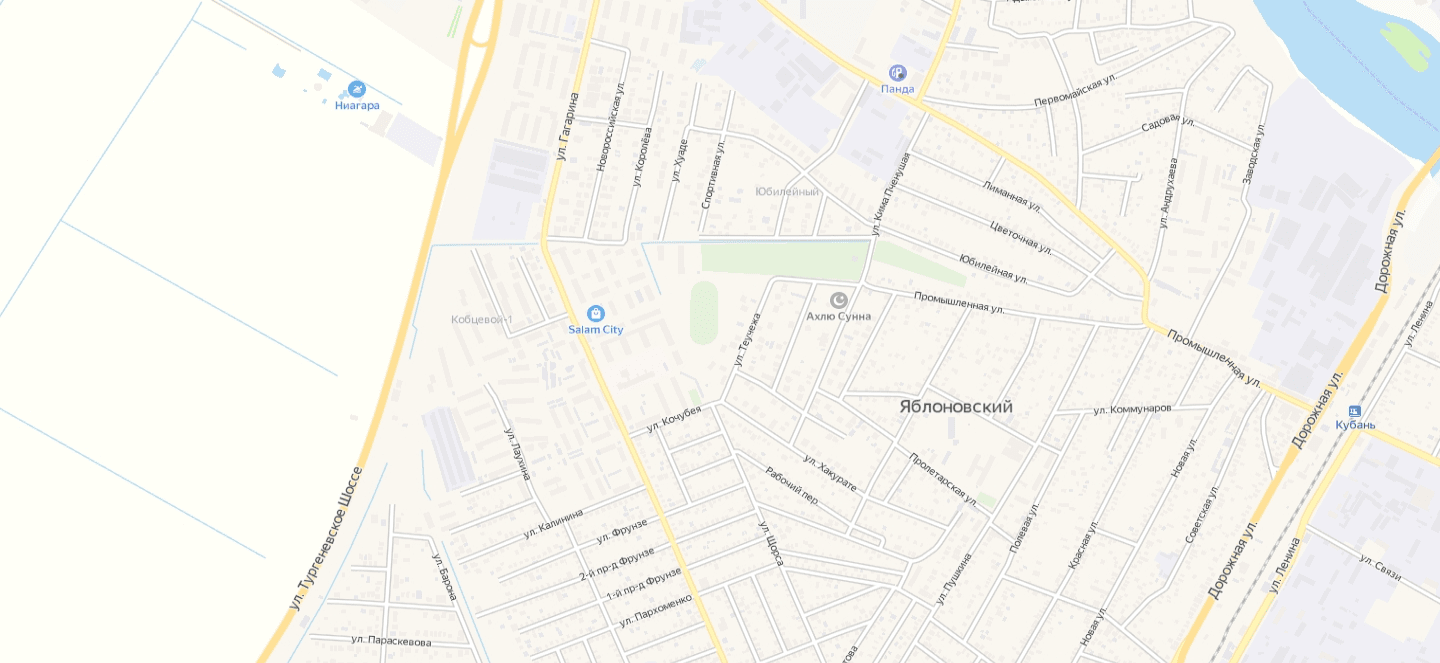 Первомайская ул.
Панда
Ниагара
Садовая ул.
ул. Гагарина
Новороссийская ул.
ул. Королёва
ул. Хуаде
Спортивная ул.
Юбилейный
ул. Кима Пченушая
Лиманная ул.
Цветочная ул.
Юбилейная ул.
ул. Андрухаева
Заводская ул.
Дорожная ул.
Промышленная ул.
Ахлю Сунна
Кобцевой-1
Salam City
ул. Теучежа
Промышленная ул.
ул. Ленина
Яблоновский
ул. Коммунаров
Дорожная ул.
Кубань
ул. Кочубея
ул. Лаухина
ул. Хакурате
Рабочий пер.
Пролетарская ул.
Новая ул.
ул. Тургеневское Шоссе
ул. Калинина
ул. Фрунзе
2-й пр-д Фрунзе
1-й пр-д Фрунзе
ул. Пархоменко
ул. Щорса
Полевая ул.
Красная ул.
Советская ул.
Дорожная ул.
ул. Ленина
ул. Связи
ул. Барона
ул. Параскевова
ул. Пушкина
Новая ул.